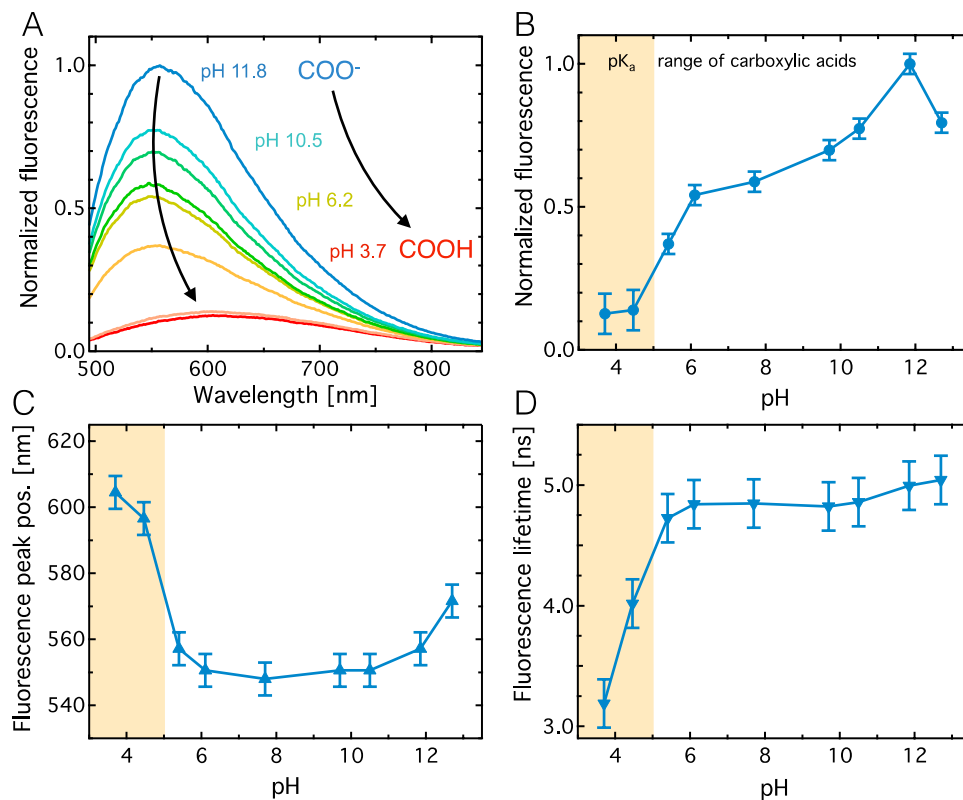 A
Normalized fluorescence
1.0
0.5
0.0
pH 11.8
COO⁻
pH 10.5
pH 6.2
pH 3.7
COOH
500
600
700
800
Wavelength [nm]
B
Normalized fluorescence
1.0
0.5
0.0
pKₐ range of carboxylic acids
4
6
8
10
12
pH
C
Fluorescence peak pos. [nm]
620
600
580
560
540
4
6
8
10
12
pH
D
Fluorescence lifetime [ns]
5.0
4.0
3.0
4
6
8
10
12
pH